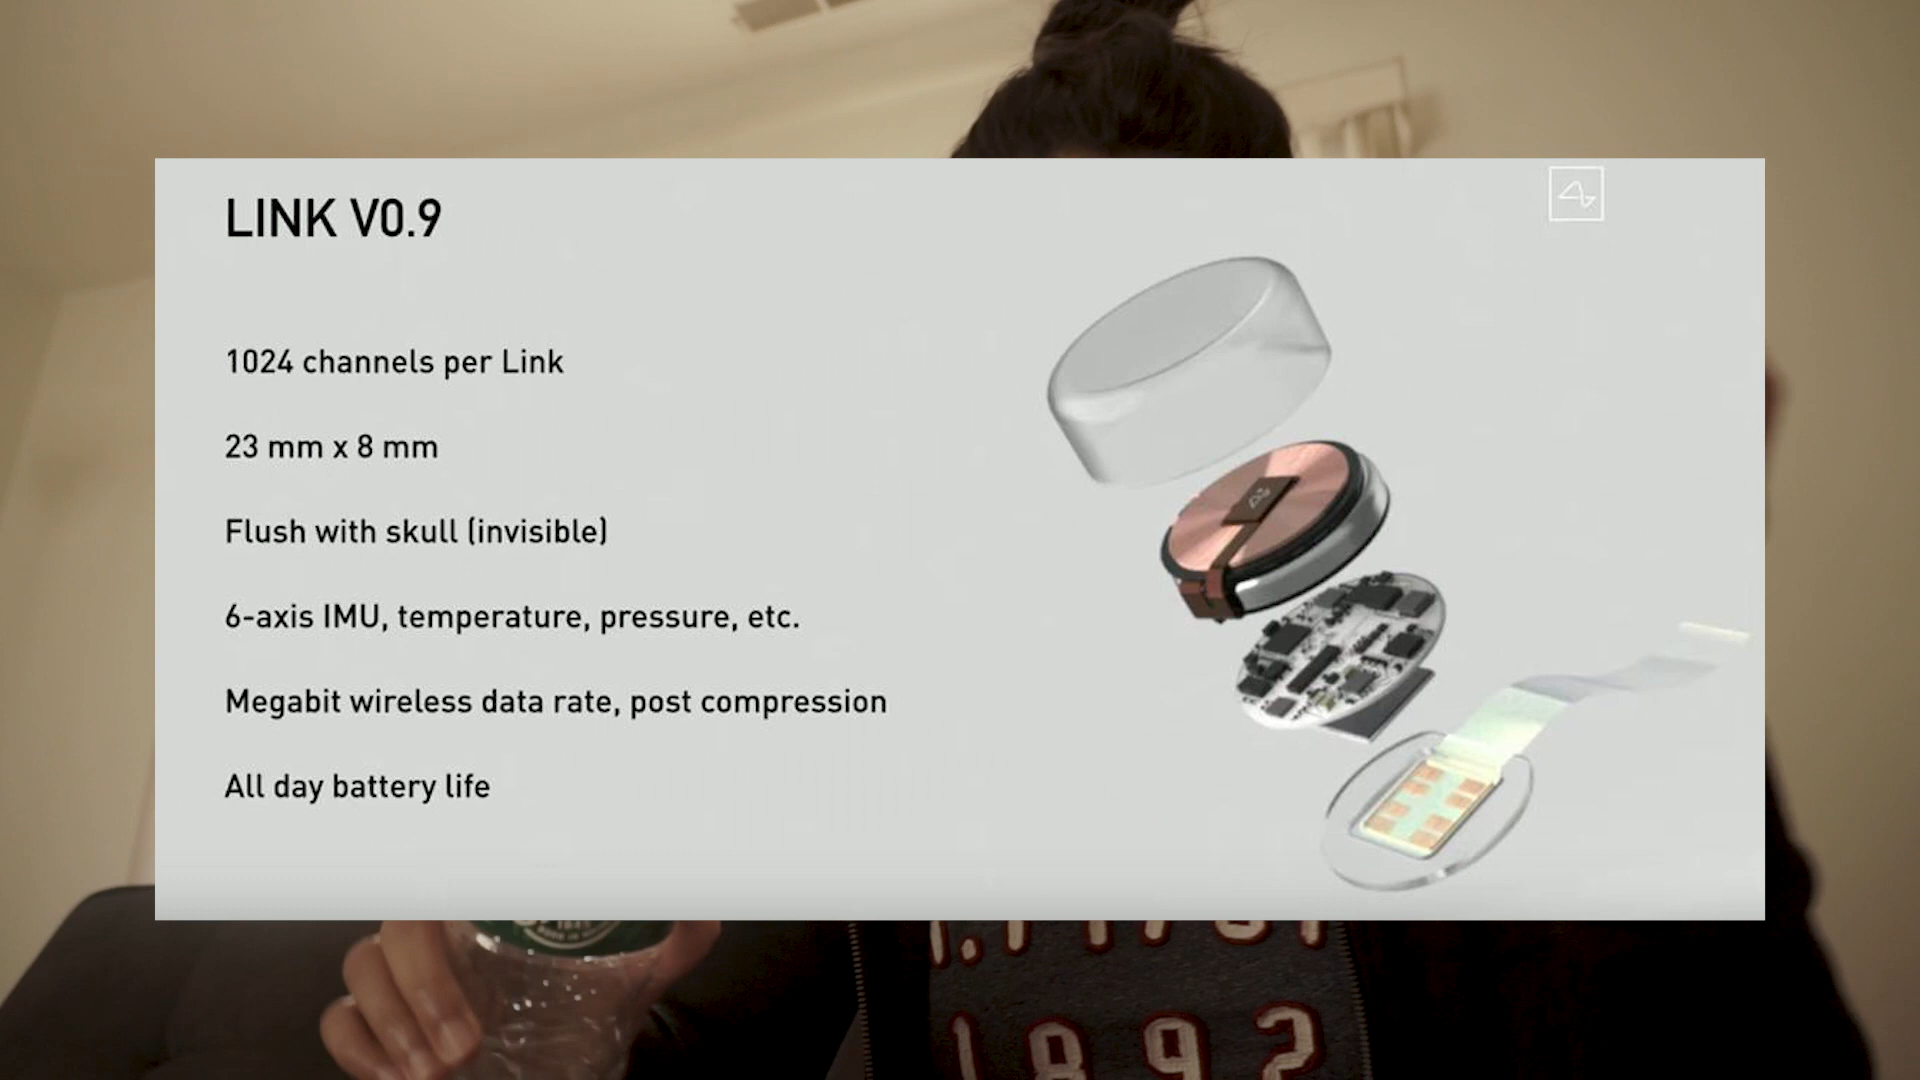 LINK V0.9
1024 channels per Link
23 mm x 8 mm
Flush with skull (invisible)
6-axis IMU, temperature, pressure, etc.
Megabit wireless data rate, post compression
All day battery life
1892